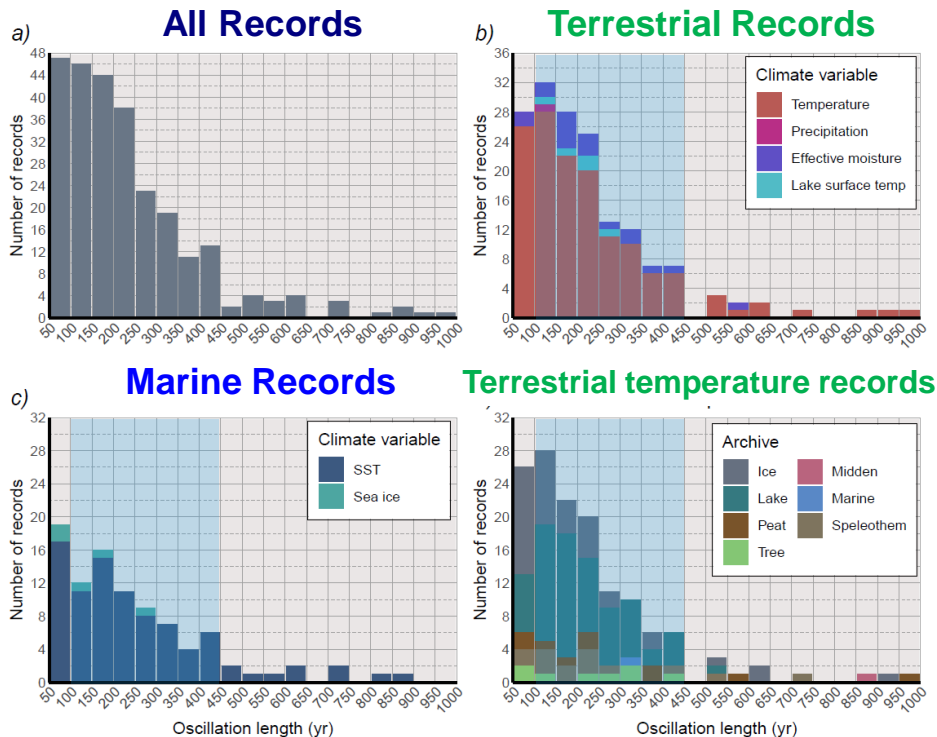 All Records
Terrestrial Records
a)
b)
48
44
40
36
32
28
24
20
16
12
8
4
0
Number of records
50 100 150 200 250 300 350 400 450 500 550 600 650 700 750 800 850 900 950 1000
36
32
28
24
20
16
12
8
4
0
Number of records
Climate variable
Temperature
Precipitation
Effective moisture
Lake surface temp
50 100 150 200 250 300 350 400 450 500 550 600 650 700 750 800 850 900 950 1000
Marine Records
Terrestrial temperature records
c)
32
28
24
20
16
12
8
4
0
Number of records
Climate variable
SST
Sea ice
50 100 150 200 250 300 350 400 450 500 550 600 650 700 750 800 850 900 950 1000
Oscillation length (yr)
32
28
24
20
16
12
8
4
0
Number of records
Archive
Ice Midden
Lake Marine
Peat Speleothem
Tree
50 100 150 200 250 300 350 400 450 500 550 600 650 700 750 800 850 900 950 1000
Oscillation length (yr)